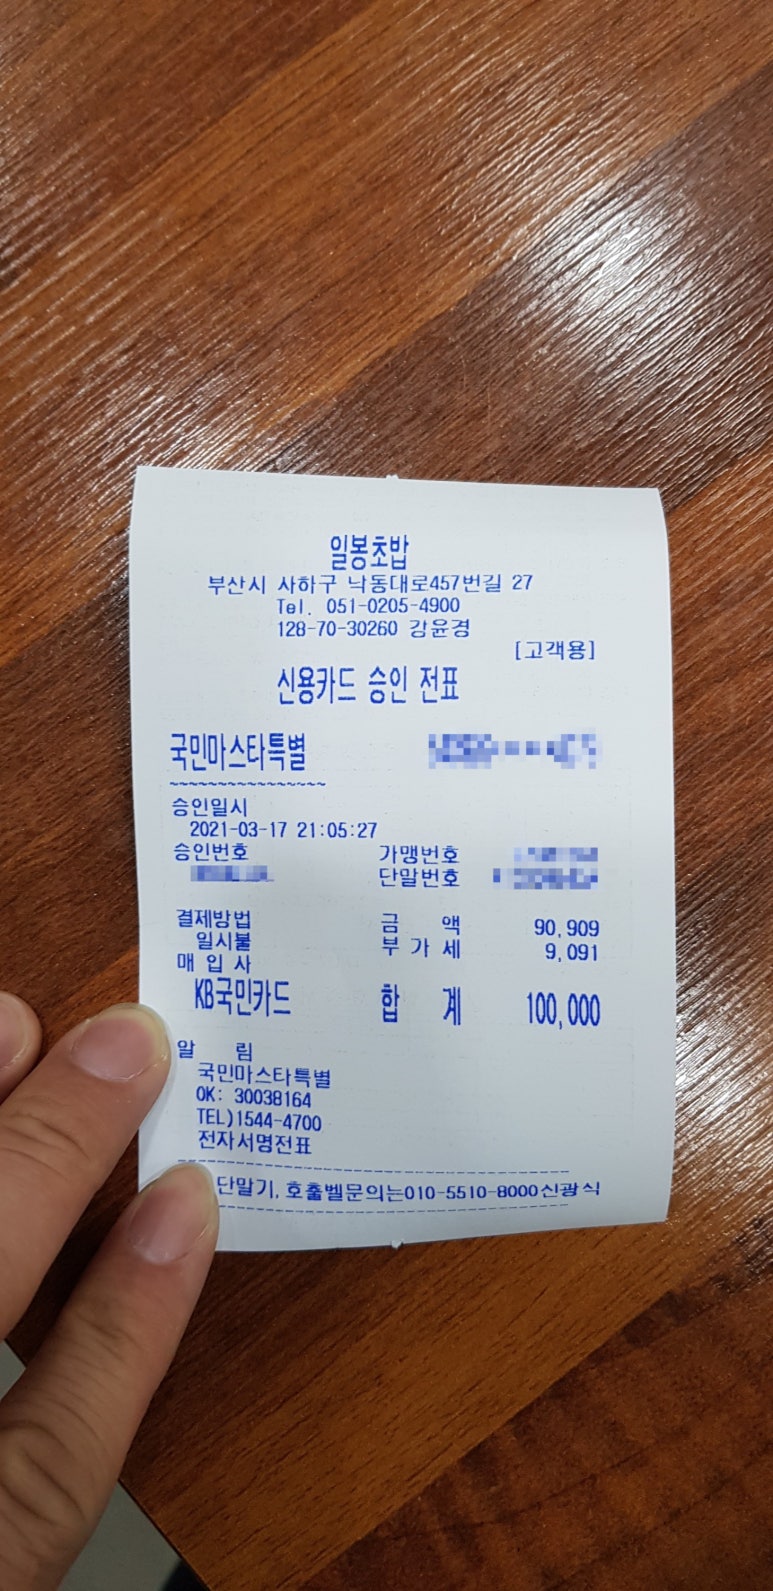 일봉초밥
부산시 사하구 낙동대로457번길 27
Tel. 051-0205-4900
128-70-30260 강윤경
[고객용]
신용카드 승인 전표
국민마스타특별
~~~~~~~~~~~~~~~~
승인일시
2021-03-17 21:05:27
승인번호 가맹번호
단말번호
결제방법 금 액 90,909
일시불 부 가 세 9,091
매 입 사
KB국민카드 합 계 100,000
알 림
국민마스타특별
OK: 30038164
TEL)1544-4700
전자서명전표
단말기, 호출벨문의는010-5510-8000신광식